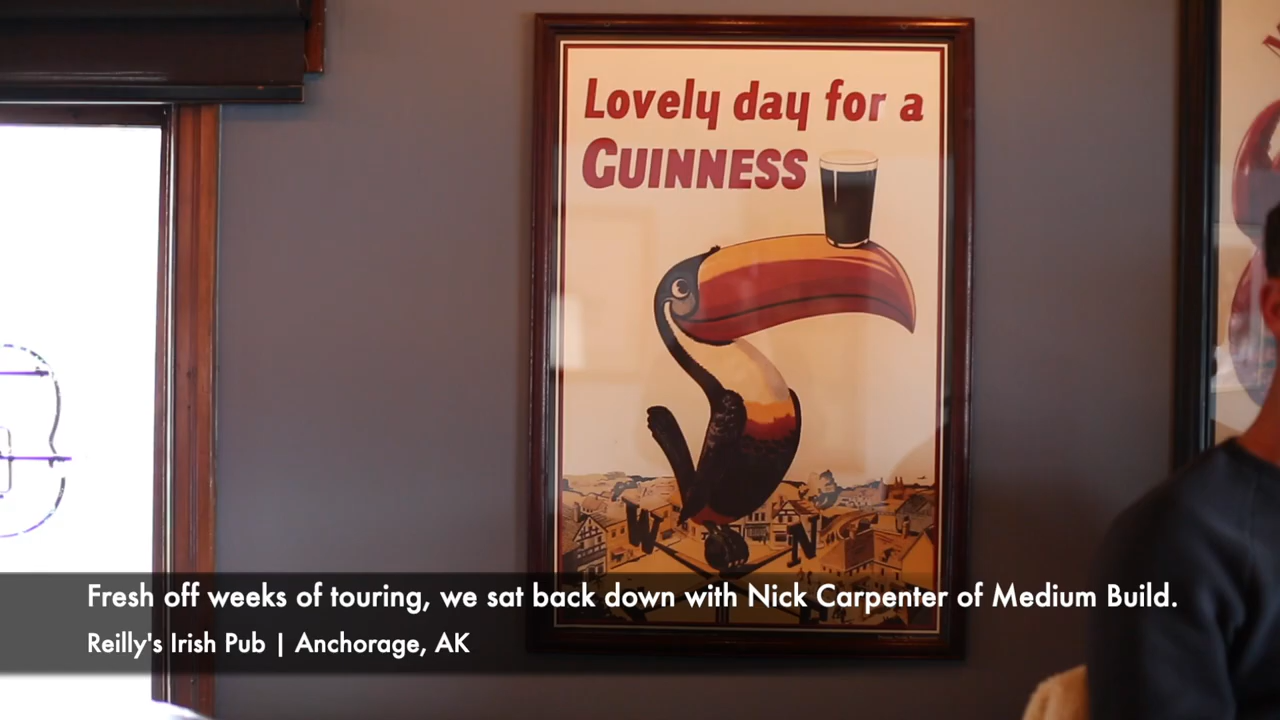 Lovely day for a
GUINNESS
W N
Fresh off weeks of touring, we sat back down with Nick Carpenter of Medium Build.
Reilly's Irish Pub | Anchorage, AK